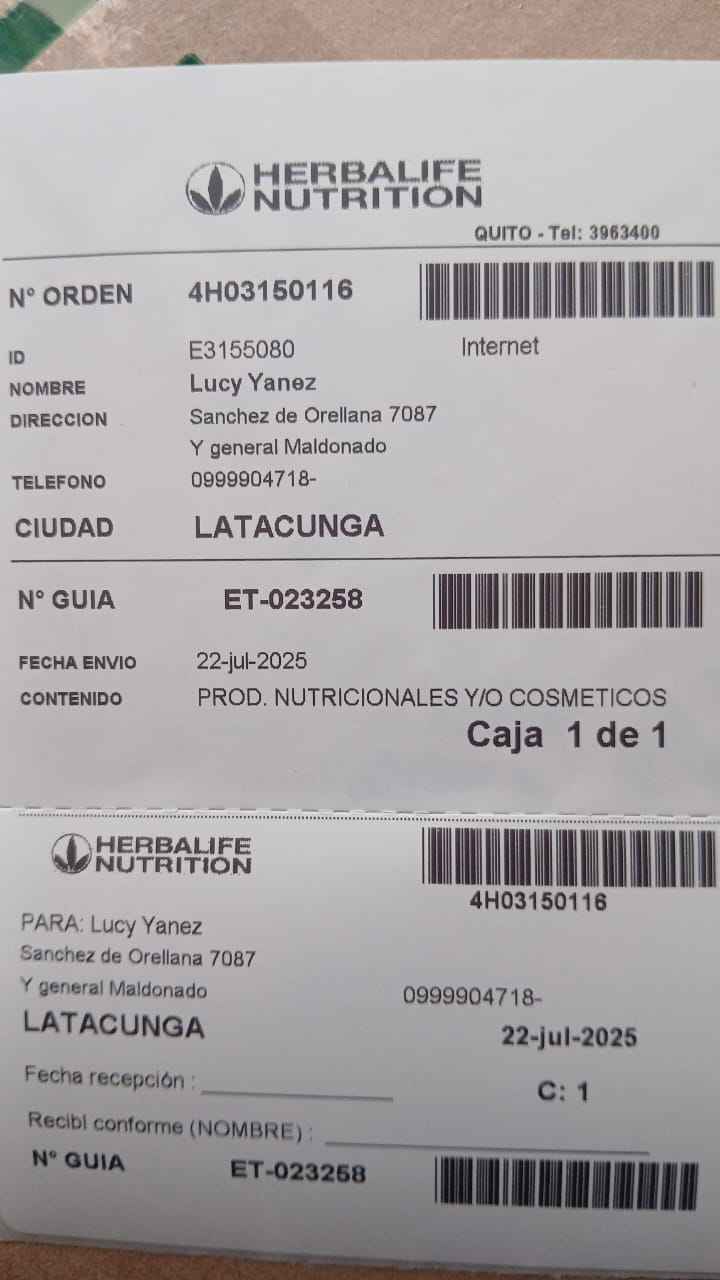 HERBALIFE
NUTRITION
QUITO - Tel: 3963400
N° ORDEN 4H03150116
ID E3155080 Internet
NOMBRE Lucy Yanez
DIRECCION Sanchez de Orellana 7087
Y general Maldonado
TELEFONO 0999904718-
CIUDAD LATACUNGA
N° GUIA ET-023258
FECHA ENVIO 22-jul-2025
CONTENIDO PROD. NUTRICIONALES Y/O COSMETICOS
Caja 1 de 1
HERBALIFE
NUTRITION
4H03150116
PARA: Lucy Yanez
Sanchez de Orellana 7087
Y general Maldonado 0999904718-
LATACUNGA 22-jul-2025
Fecha recepción :
C: 1
Recibí conforme (NOMBRE) :
N° GUIA ET-023258